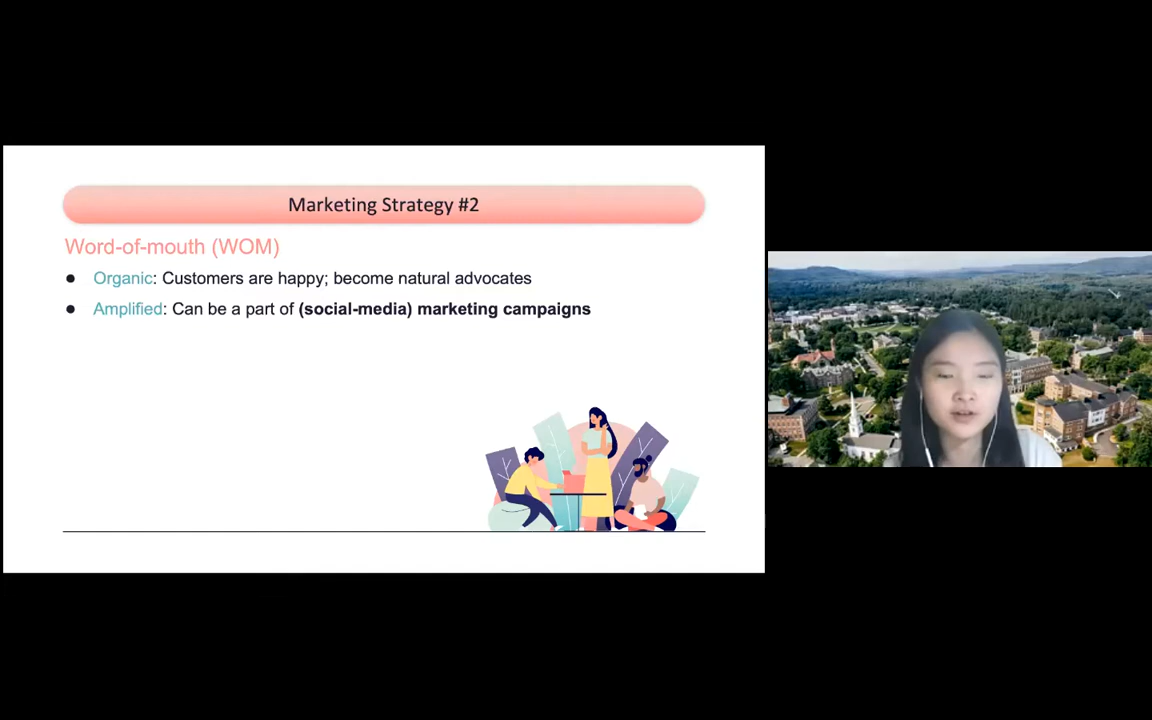 Marketing Strategy #2
Word-of-mouth (WOM)
● Organic: Customers are happy; become natural advocates
● Amplified: Can be a part of (social-media) marketing campaigns